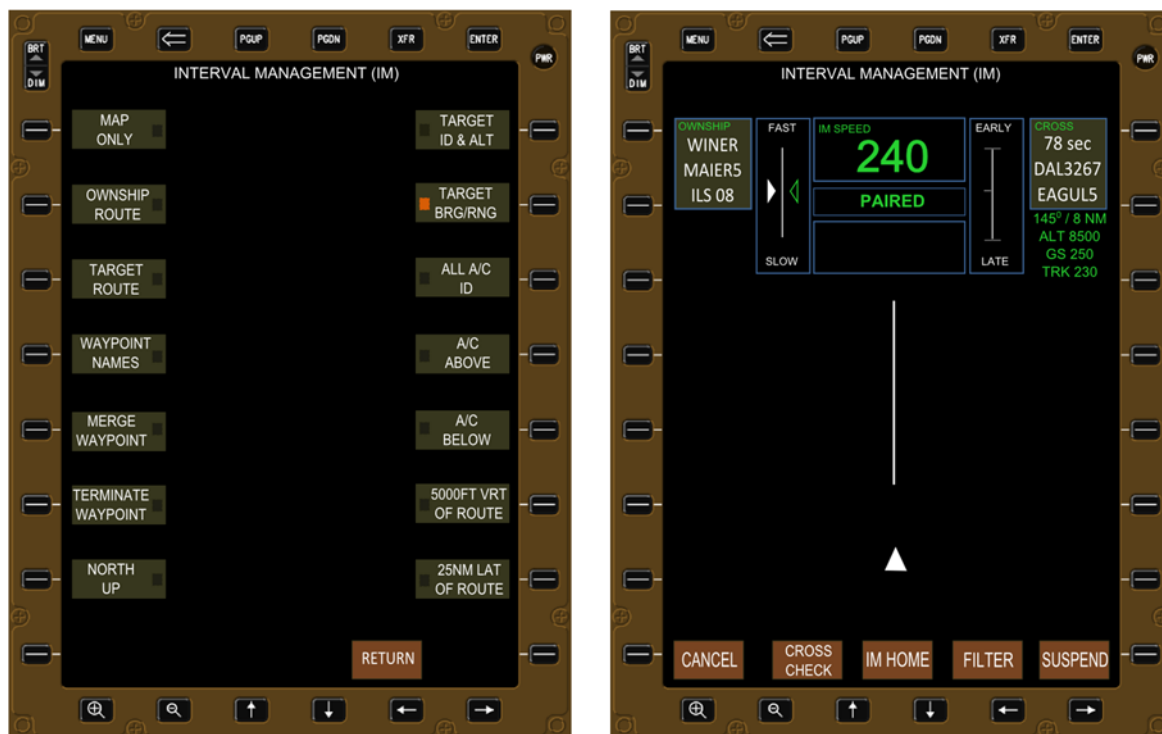 MENU PGUP PGDN XFR ENTER
BRT
DIM
PWR
INTERVAL MANAGEMENT (IM)
MAP
ONLY
TARGET
ID & ALT
OWNSHIP
ROUTE
TARGET
BRG/RNG
TARGET
ROUTE
ALL A/C
ID
WAYPOINT
NAMES
A/C
ABOVE
MERGE
WAYPOINT
A/C
BELOW
TERMINATE
WAYPOINT
5000FT VRT
OF ROUTE
NORTH
UP
25NM LAT
OF ROUTE
RETURN
MENU PGUP PGDN XFR ENTER
BRT
DIM
PWR
INTERVAL MANAGEMENT (IM)
OWNSHIP
WINER
MAIER5
ILS 08
FAST
SLOW
IM SPEED
240
PAIRED
EARLY
LATE
CROSS
78 sec
DAL3267
EAGUL5
145⁰ / 8 NM
ALT 8500
GS 250
TRK 230
CANCEL
CROSS
CHECK
IM HOME
FILTER
SUSPEND